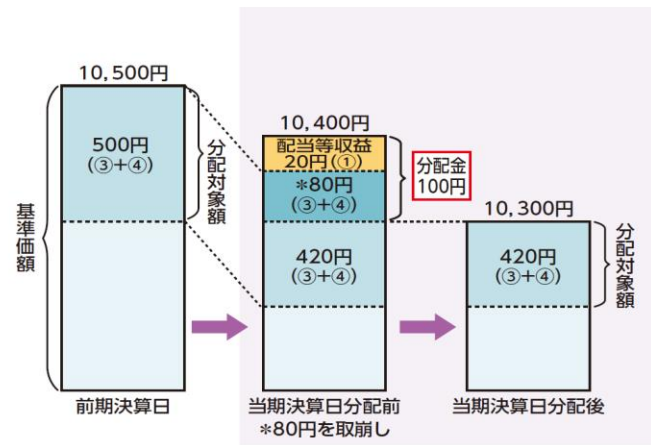 10,500円
500円
(③+④)
分配対象額
基準価額
前期決算日
10,400円
配当等収益
20円(①)
*80円
(③+④)
420円
(③+④)
分配金
100円
当期決算日分配前
*80円を取崩し
10,300円
420円
(③+④)
分配対象額
当期決算日分配後